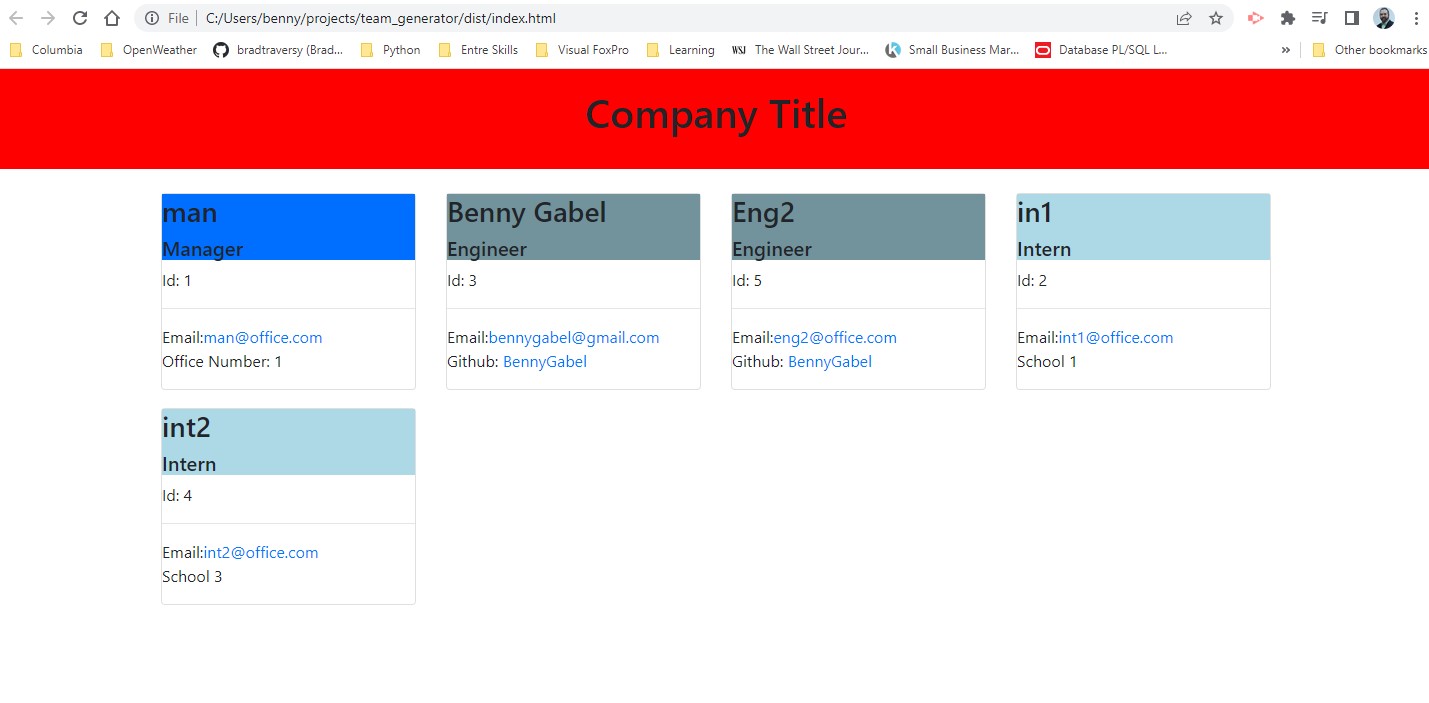 File C:/Users/benny/projects/team_generator/dist/index.html
Columbia OpenWeather bradtraversy (Brad... Python Entre Skills Visual FoxPro Learning WSJ The Wall Street Jour... K Small Business Mar... Database PL/SQL L... » Other bookmarks
Company Title
man
Manager
Id: 1
Email:man@office.com
Office Number: 1
Benny Gabel
Engineer
Id: 3
Email:bennygabel@gmail.com
Github: BennyGabel
Eng2
Engineer
Id: 5
Email:eng2@office.com
Github: BennyGabel
in1
Intern
Id: 2
Email:int1@office.com
School 1
int2
Intern
Id: 4
Email:int2@office.com
School 3